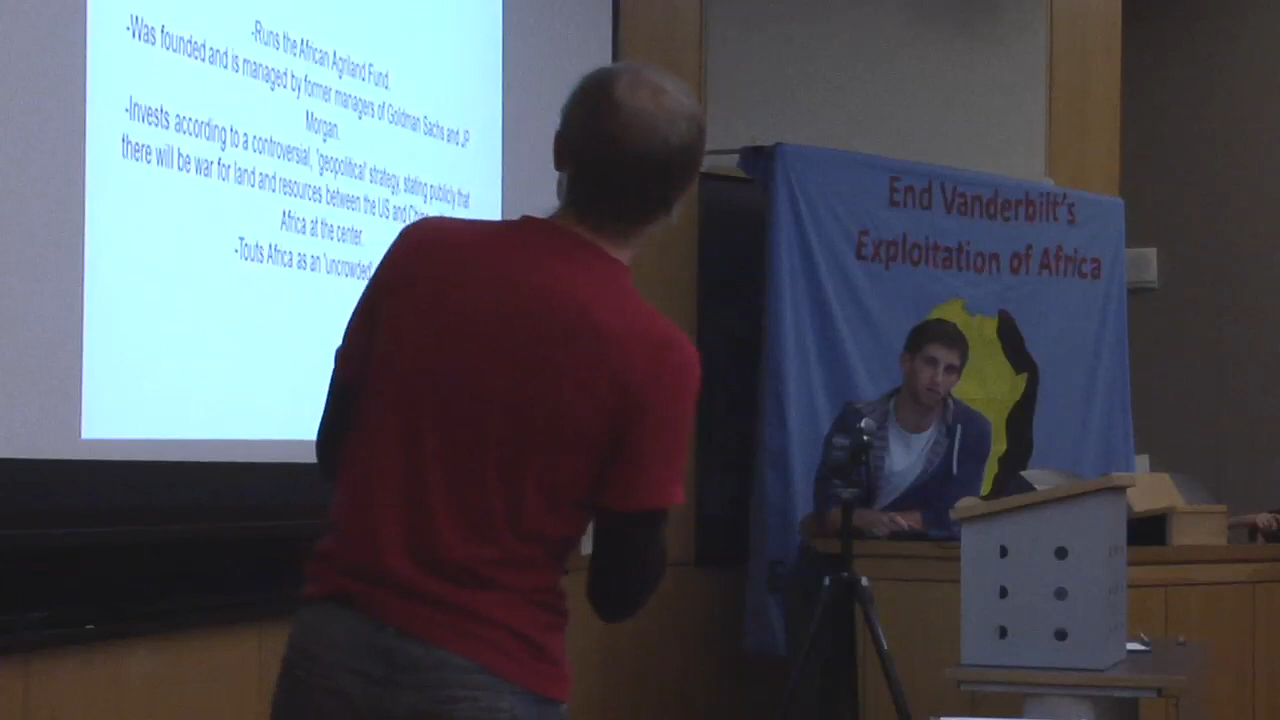 -Runs the African Agriland Fund.
-Was founded and is managed by former managers of Goldman Sachs and JP
Morgan.
-Invests according to a controversial, 'geopolitical' strategy, stating publicly that
there will be war for land and resources between the US and
Africa at the center.
-Touts Africa as an 'uncrowded'
End Vanderbilt's
Exploitation of Africa